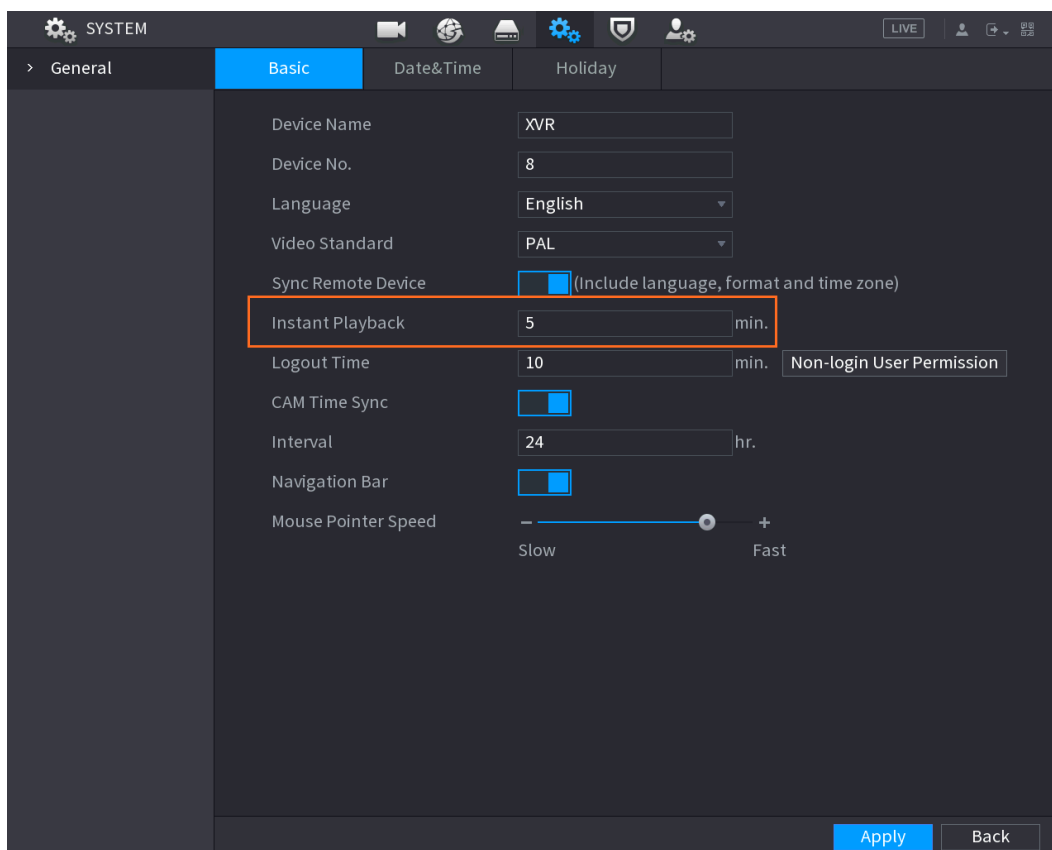 SYSTEM
LIVE
> General
Basic
Date&Time
Holiday
Device Name
XVR
Device No.
8
Language
English
Video Standard
PAL
Sync Remote Device
(Include language, format and time zone)
Instant Playback
5
min.
Logout Time
10
min.
Non-login User Permission
CAM Time Sync
Interval
24
hr.
Navigation Bar
Mouse Pointer Speed
Slow
Fast
Apply
Back